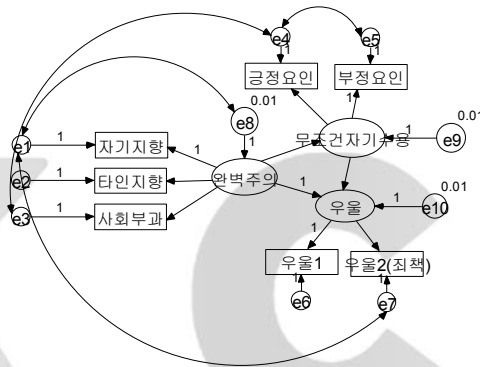 e4
e5
1
1
긍정요인
부정요인
0.01
e8
1
1
0.01
무조건자기수용
1
e9
e1
1
자기지향
1
e2
1
타인지향
완벽주의
0.01
e3
1
사회부과
1
우울
1
e10
1
우울1
우울2(죄책)
1
1
e6
e7